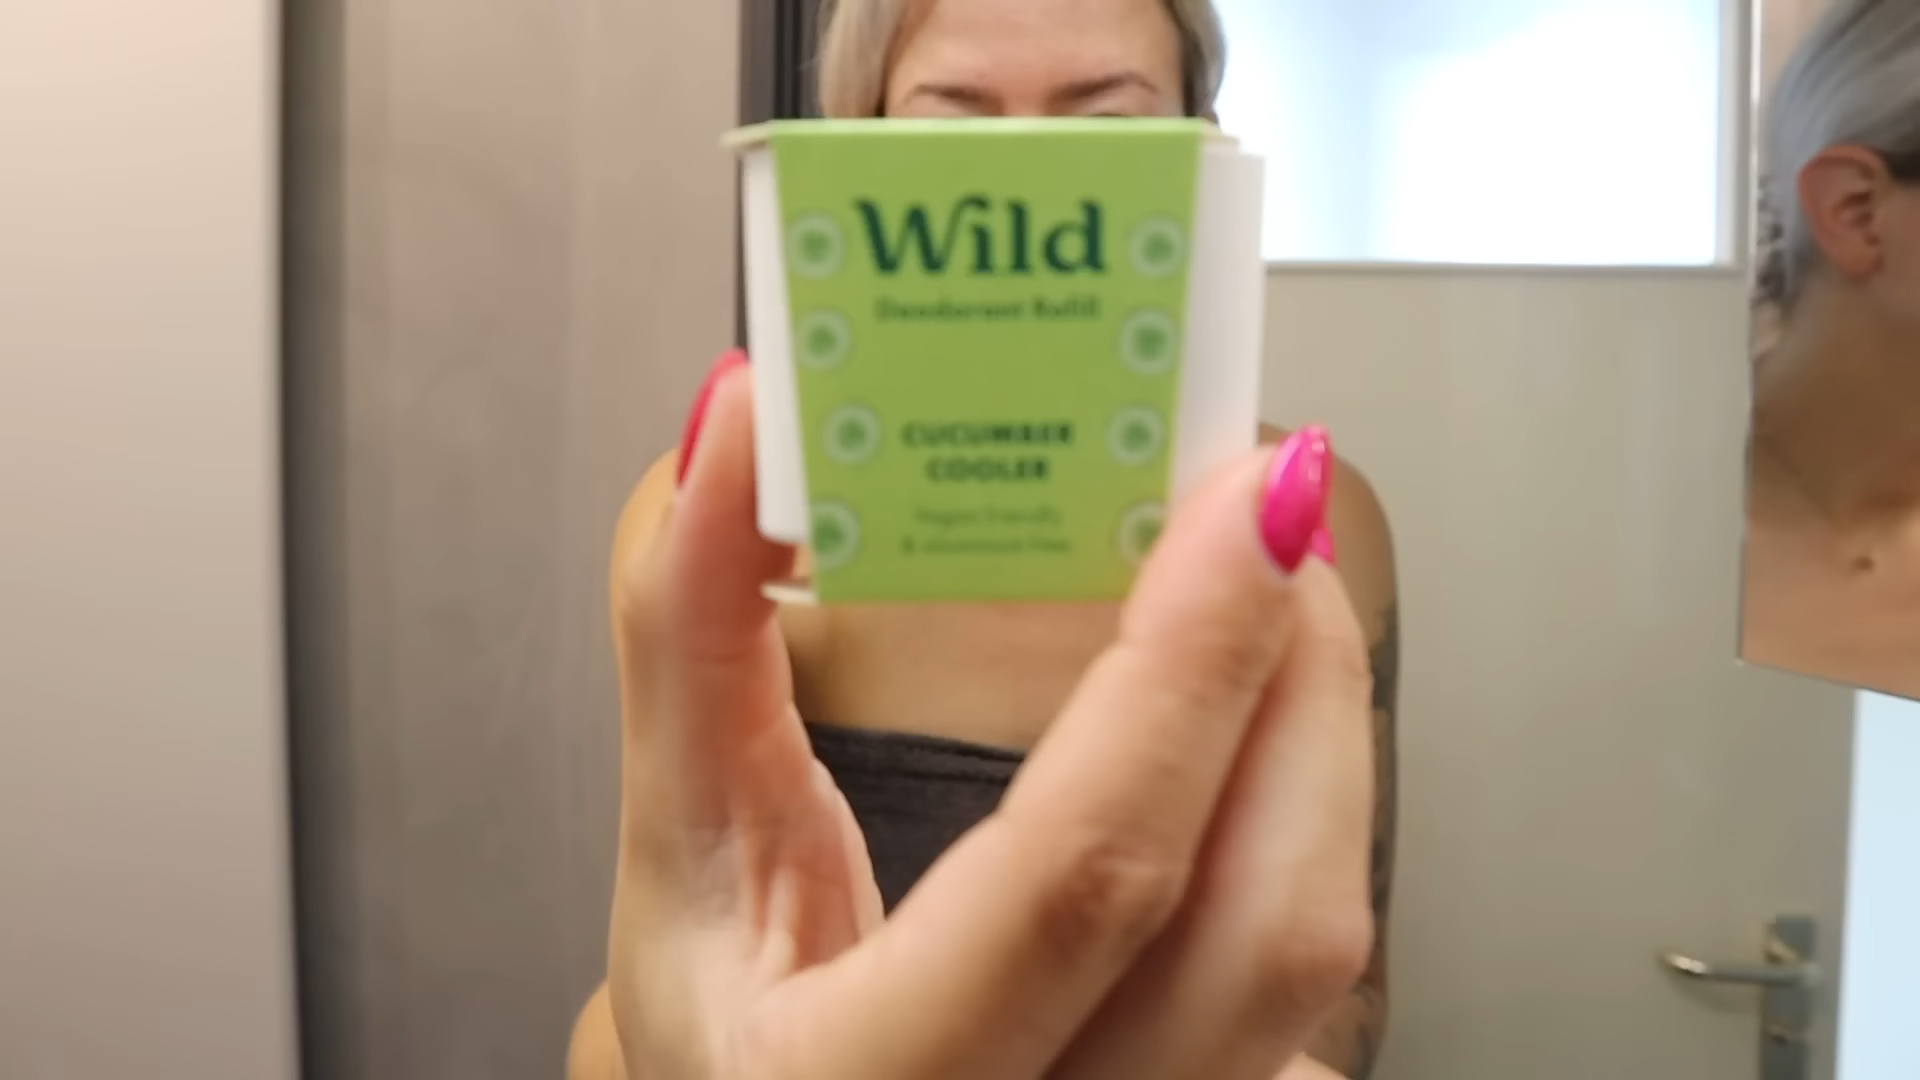 Wild
Deodorant Refill
CUCUMBER
COOLER
Vegan friendly
& aluminium free